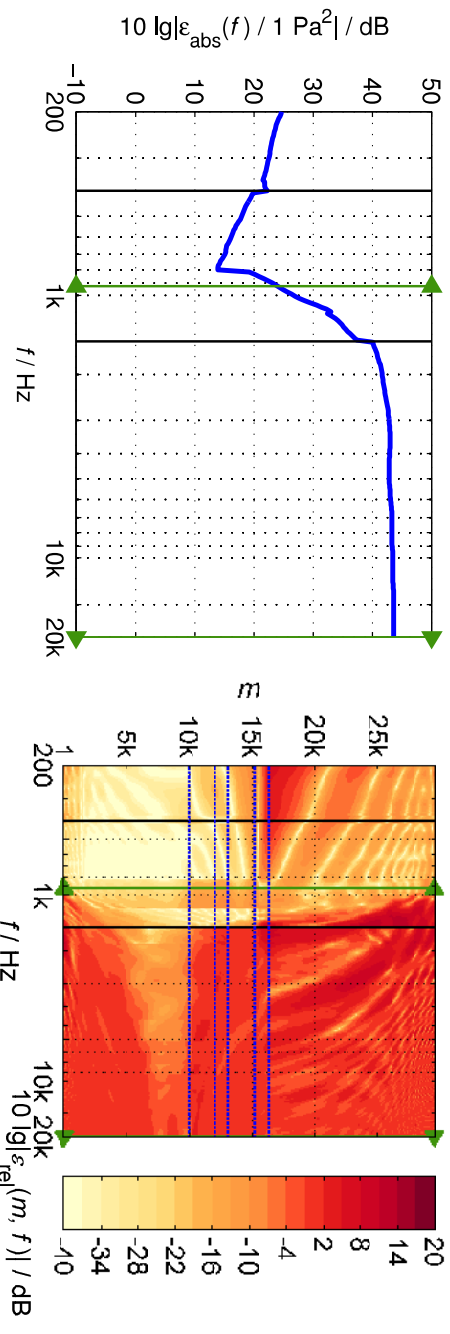 10 lg|ε_abs(f) / 1 Pa²| / dB
50
40
30
20
10
0
−10
200
1k
10k
20k
f / Hz
m
25k
20k
15k
10k
5k
1
200
1k
10k
20k
f / Hz
20
14
8
2
−4
−10
−16
−22
−28
−34
−40
10 lg|ε_rel(m, f)| / dB